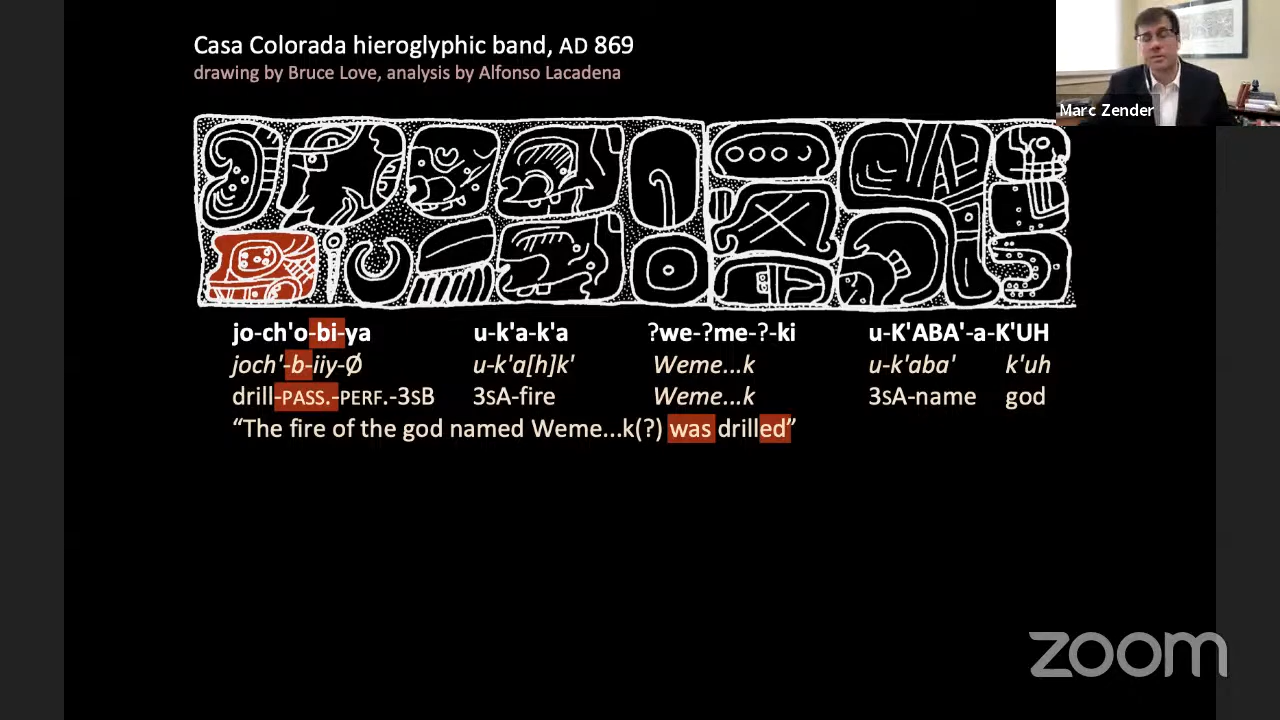 Casa Colorada hieroglyphic band, AD 869
drawing by Bruce Love, analysis by Alfonso Lacadena
Marc Zender
jo-ch'o-bi-ya u-k'a-k'a ?we-?me-?-ki u-K'ABA'-a-K'UH
joch'-b-iiy-Ø u-k'a[h]k' Weme...k u-k'aba' k'uh
drill-PASS.-PERF.-3SB 3SA-fire Weme...k 3SA-name god
“The fire of the god named Weme...k(?) was drilled”
zoom